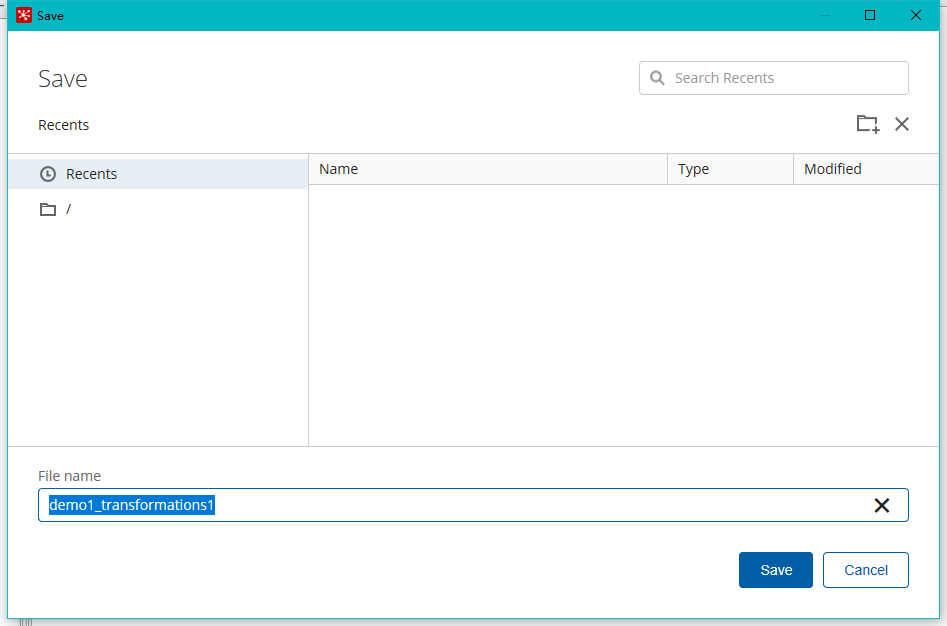 Save
Save
Search Recents
Recents
Recents
/
Name Type Modified
File name
demo1_transformations1
Save Cancel